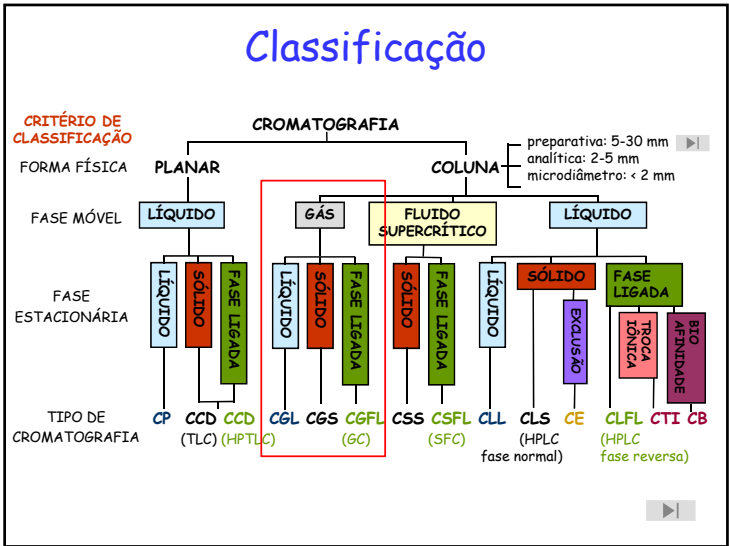 Classificação
CRITÉRIO DE
CLASSIFICAÇÃO
CROMATOGRAFIA
FORMA FÍSICA
PLANAR
COLUNA
preparativa: 5-30 mm
analítica: 2-5 mm
microdiâmetro: < 2 mm
FASE MÓVEL
LÍQUIDO
GÁS
FLUIDO
SUPERCRÍTICO
LÍQUIDO
FASE
ESTACIONÁRIA
LÍQUIDO
SÓLIDO
FASE LIGADA
LÍQUIDO
SÓLIDO
FASE LIGADA
SÓLIDO
FASE LIGADA
LÍQUIDO
SÓLIDO
EXCLUSÃO
FASE
LIGADA
TROCA
IÔNICA
BIO
AFINIDADE
TIPO DE
CROMATOGRAFIA
CP
CCD
(TLC)
CCD
(HPTLC)
CGL
CGS
CGFL
(GC)
CSS
CSFL
(SFC)
CLL
CLS
(HPLC
fase normal)
CE
CLFL
(HPLC
fase reversa)
CTI
CB